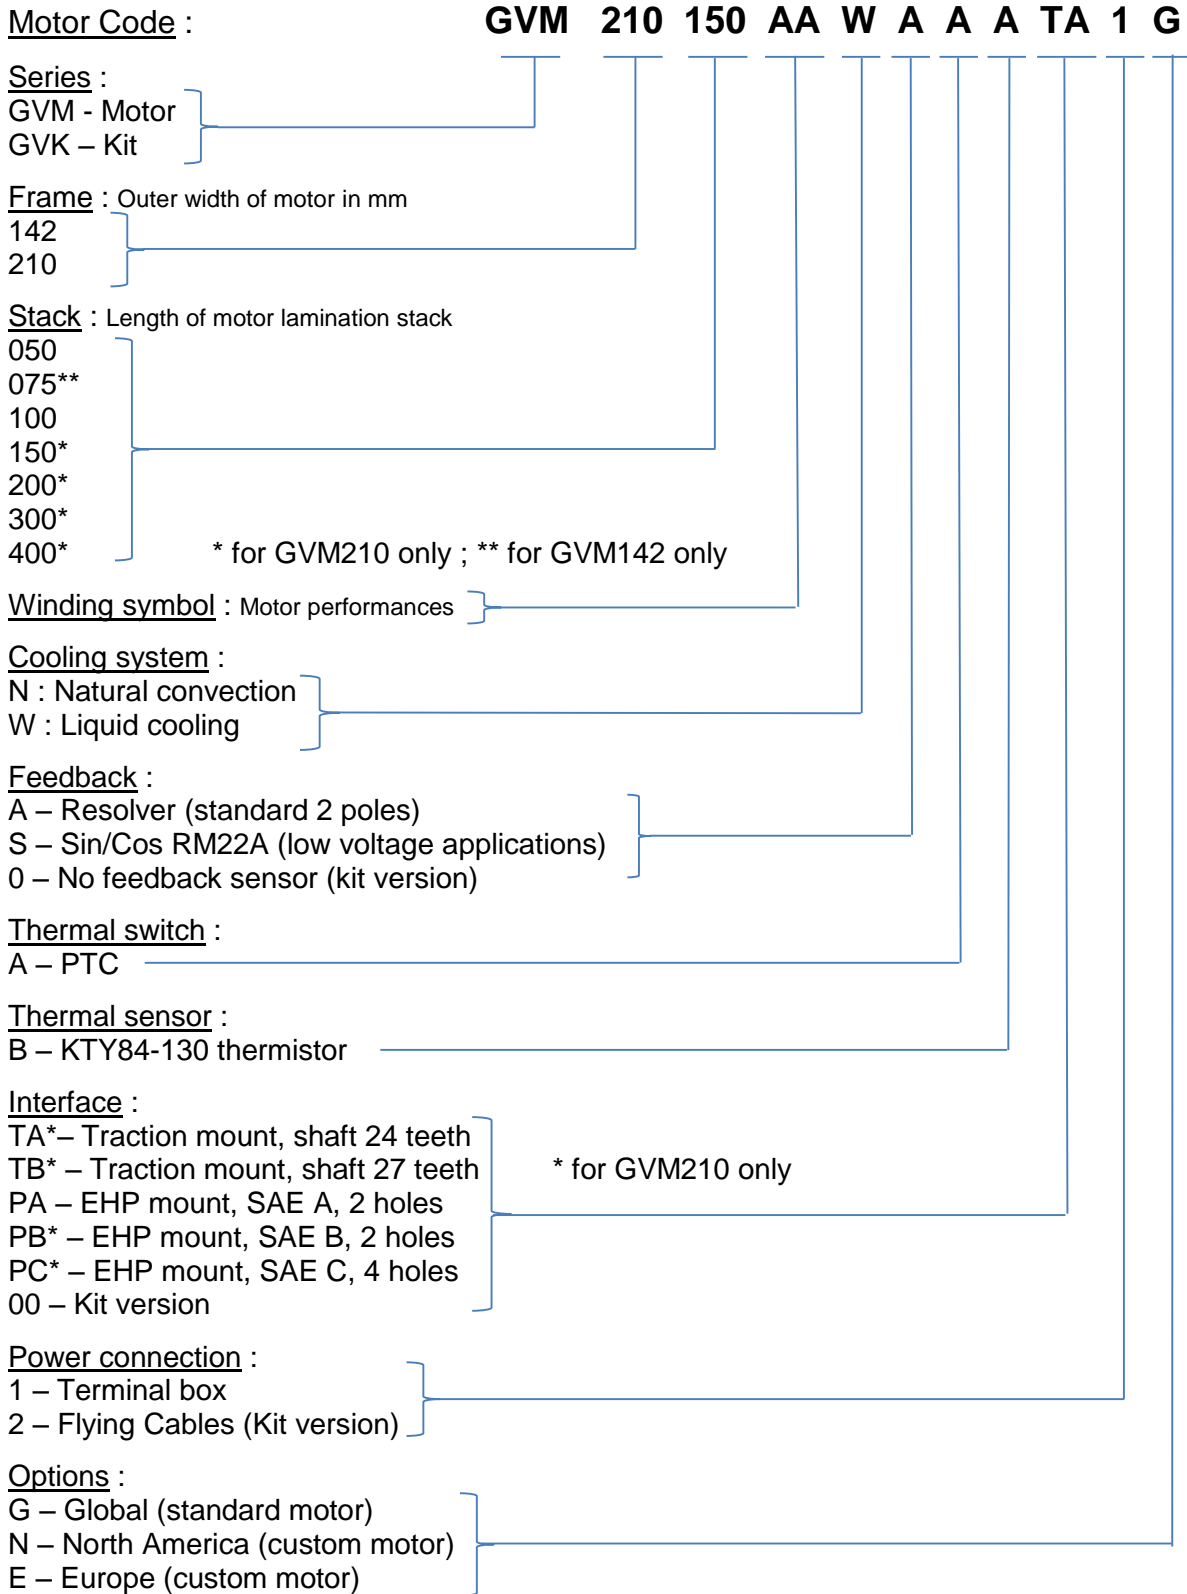 Motor Code : GVM 210 150 AA W A A A TA 1 G
Series :
GVM - Motor
GVK – Kit
Frame : Outer width of motor in mm
142
210
Stack : Length of motor lamination stack
050
075**
100
150*
200*
300*
400* * for GVM210 only ; ** for GVM142 only
Winding symbol : Motor performances
Cooling system :
N : Natural convection
W : Liquid cooling
Feedback :
A – Resolver (standard 2 poles)
S – Sin/Cos RM22A (low voltage applications)
0 – No feedback sensor (kit version)
Thermal switch :
A – PTC
Thermal sensor :
B – KTY84-130 thermistor
Interface :
TA*– Traction mount, shaft 24 teeth
TB* – Traction mount, shaft 27 teeth * for GVM210 only
PA – EHP mount, SAE A, 2 holes
PB* – EHP mount, SAE B, 2 holes
PC* – EHP mount, SAE C, 4 holes
00 – Kit version
Power connection :
1 – Terminal box
2 – Flying Cables (Kit version)
Options :
G – Global (standard motor)
N – North America (custom motor)
E – Europe (custom motor)